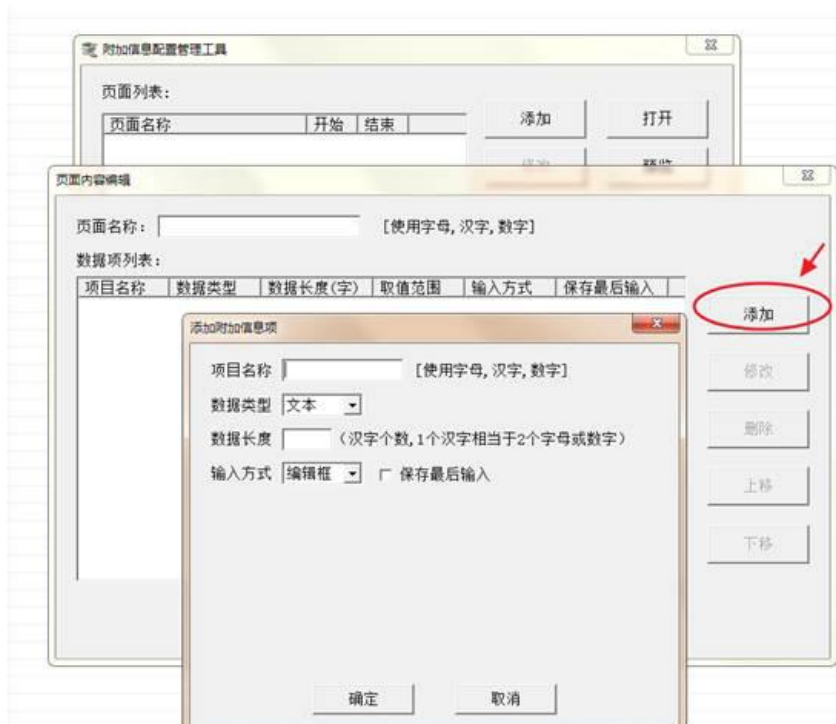 附加信息配置管理工具
页面列表:
页面名称 开始 结束
添加 打开
修改 预览
页面内容编辑
页面名称: [使用字母,汉字,数字]
数据项列表:
项目名称 数据类型 数据长度(字) 取值范围 输入方式 保存最后输入
添加
修改
删除
上移
下移
添加附加信息项
项目名称 [使用字母,汉字,数字]
数据类型 文本
数据长度 (汉字个数,1个汉字相当于2个字母或数字)
输入方式 编辑框 保存最后输入
确定 取消